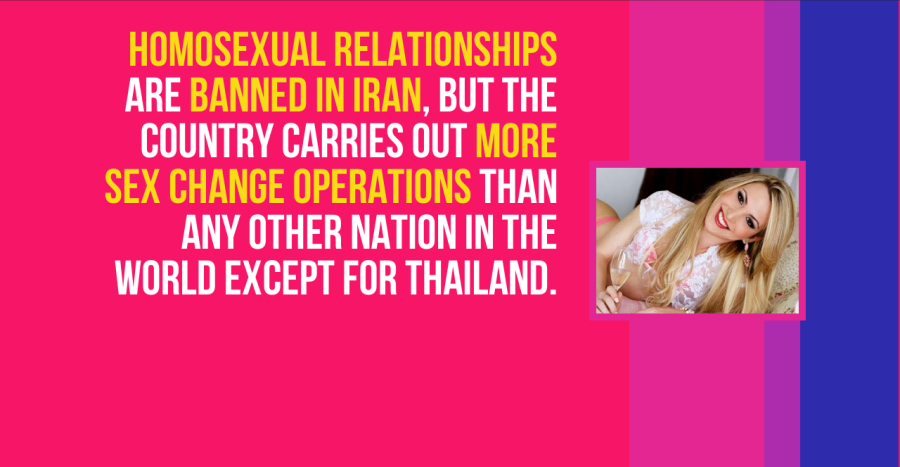 HOMOSEXUAL RELATIONSHIPS
ARE BANNED IN IRAN, BUT THE
COUNTRY CARRIES OUT MORE
SEX CHANGE OPERATIONS THAN
ANY OTHER NATION IN THE
WORLD EXCEPT FOR THAILAND.